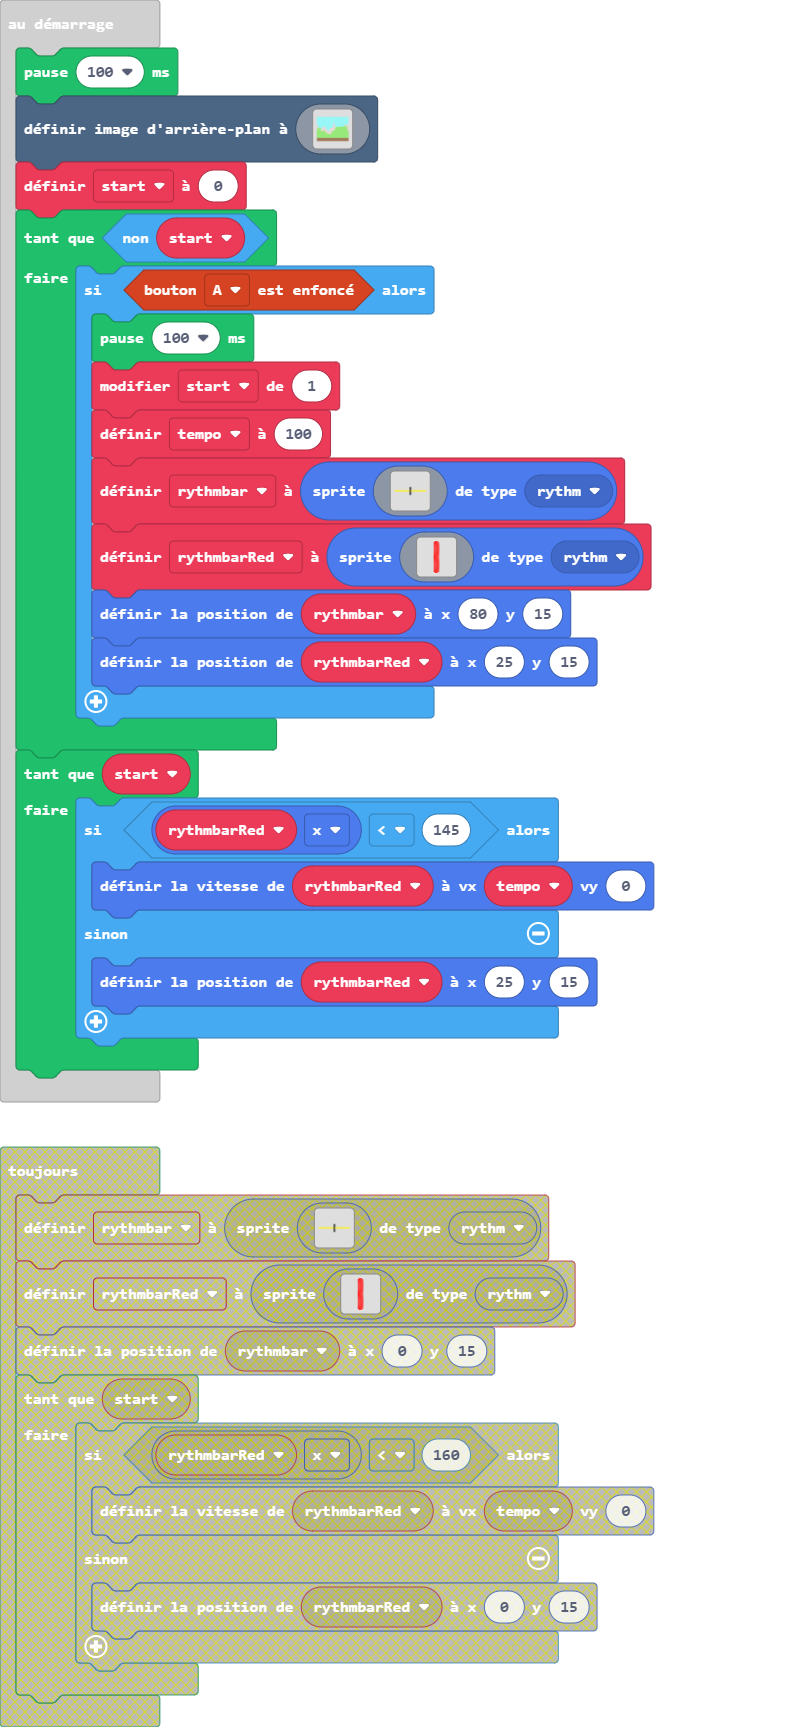 au démarrage
pause 100 ms
définir image d'arrière-plan à
définir start à 0
tant que non start
faire
si bouton A est enfoncé alors
pause 100 ms
modifier start de 1
définir tempo à 100
définir rythmbar à sprite de type rythm
définir rythmbarRed à sprite de type rythm
définir la position de rythmbar à x 80 y 15
définir la position de rythmbarRed à x 25 y 15
tant que start
faire
si rythmbarRed x < 145 alors
définir la vitesse de rythmbarRed à vx tempo vy 0
sinon
définir la position de rythmbarRed à x 25 y 15
toujours
définir rythmbar à sprite de type rythm
définir rythmbarRed à sprite de type rythm
définir la position de rythmbar à x 0 y 15
tant que start
faire
si rythmbarRed x < 160 alors
définir la vitesse de rythmbarRed à vx tempo vy 0
sinon
définir la position de rythmbarRed à x 0 y 15